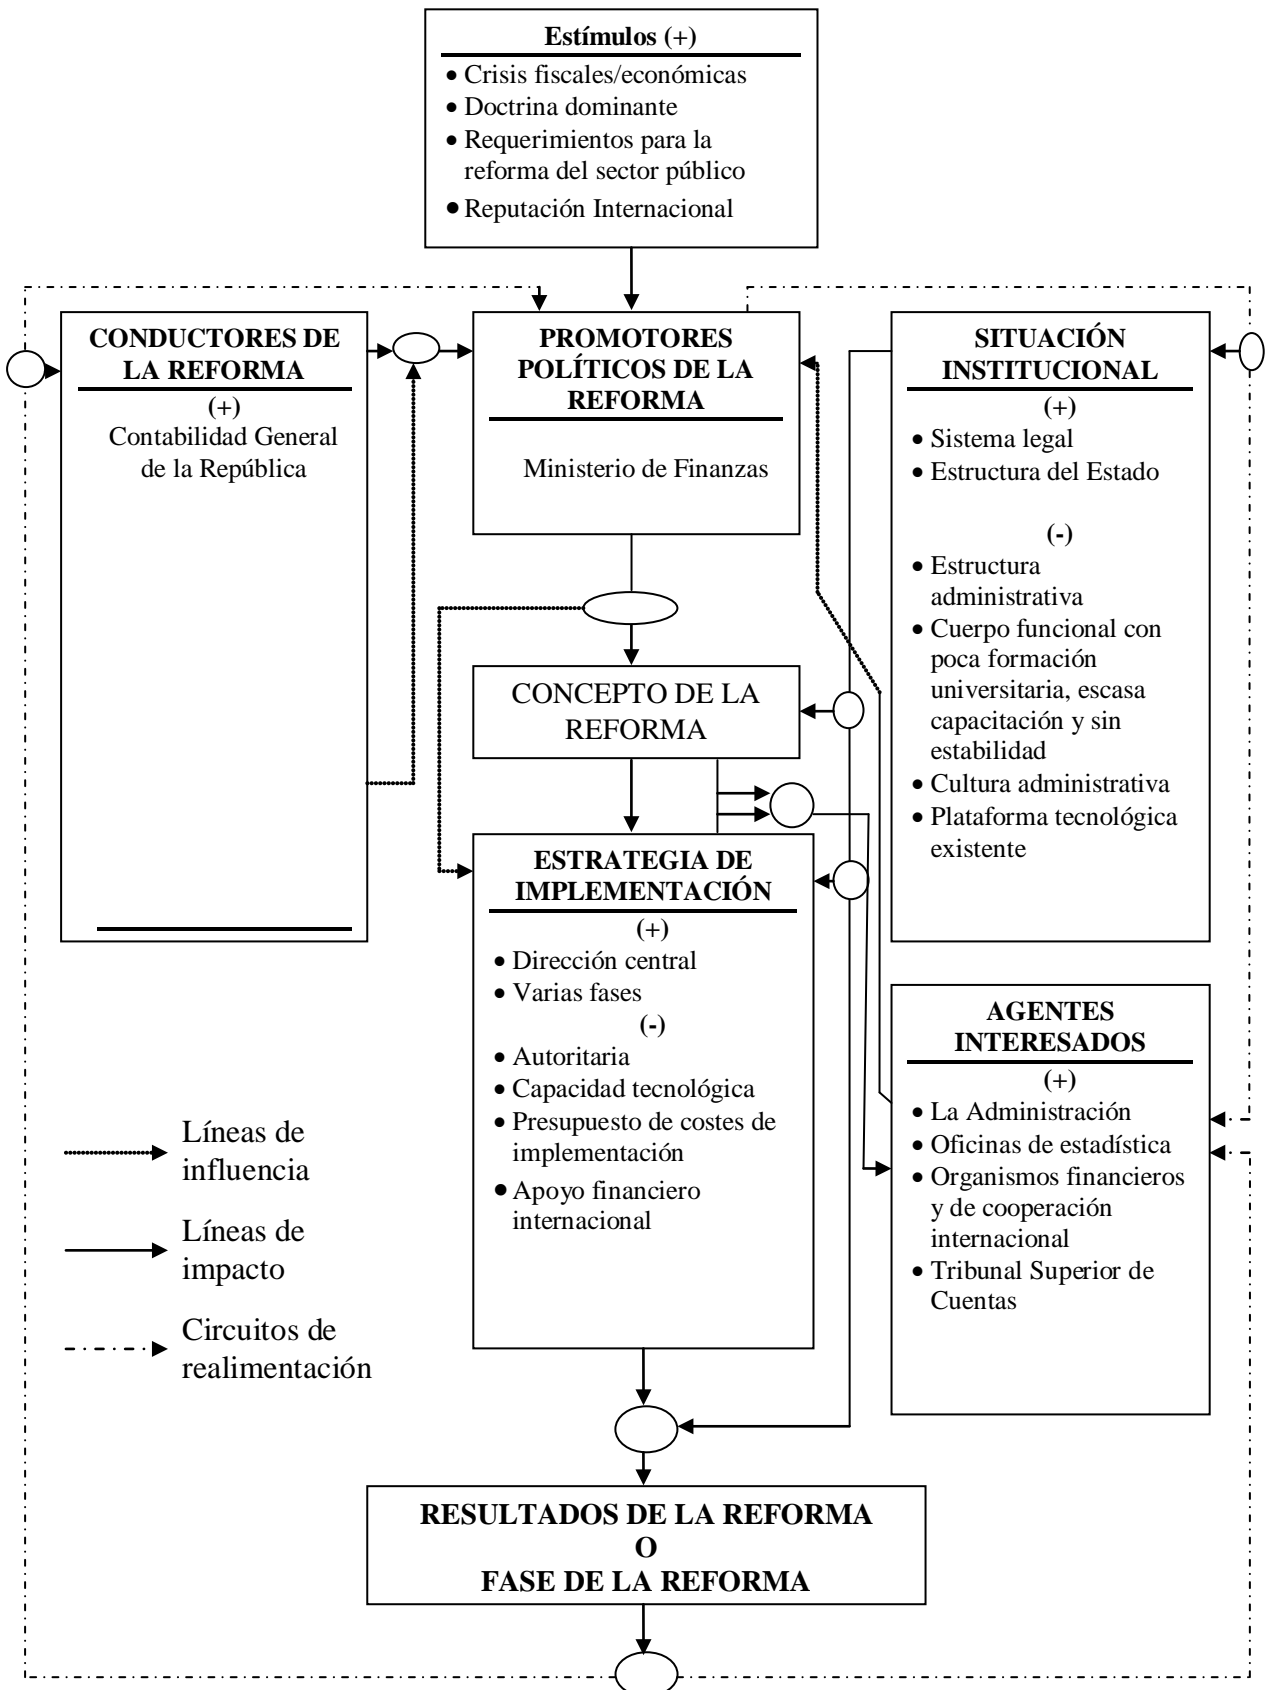 Estímulos (+)
• Crisis fiscales/económicas
• Doctrina dominante
• Requerimientos para la
reforma del sector público
• Reputación Internacional
CONDUCTORES DE
LA REFORMA
(+)
Contabilidad General
de la República
PROMOTORES
POLÍTICOS DE LA
REFORMA
Ministerio de Finanzas
SITUACIÓN
INSTITUCIONAL
(+)
• Sistema legal
• Estructura del Estado
(-)
• Estructura
administrativa
• Cuerpo funcional con
poca formación
universitaria, escasa
capacitación y sin
estabilidad
• Cultura administrativa
• Plataforma tecnológica
existente
CONCEPTO DE LA
REFORMA
ESTRATEGIA DE
IMPLEMENTACIÓN
(+)
• Dirección central
• Varias fases
(-)
• Autoritaria
• Capacidad tecnológica
• Presupuesto de costes de
implementación
• Apoyo financiero
internacional
AGENTES
INTERESADOS
(+)
• La Administración
• Oficinas de estadística
• Organismos financieros
y de cooperación
internacional
• Tribunal Superior de
Cuentas
Líneas de
influencia
Líneas de
impacto
Circuitos de
realimentación
RESULTADOS DE LA REFORMA
O
FASE DE LA REFORMA